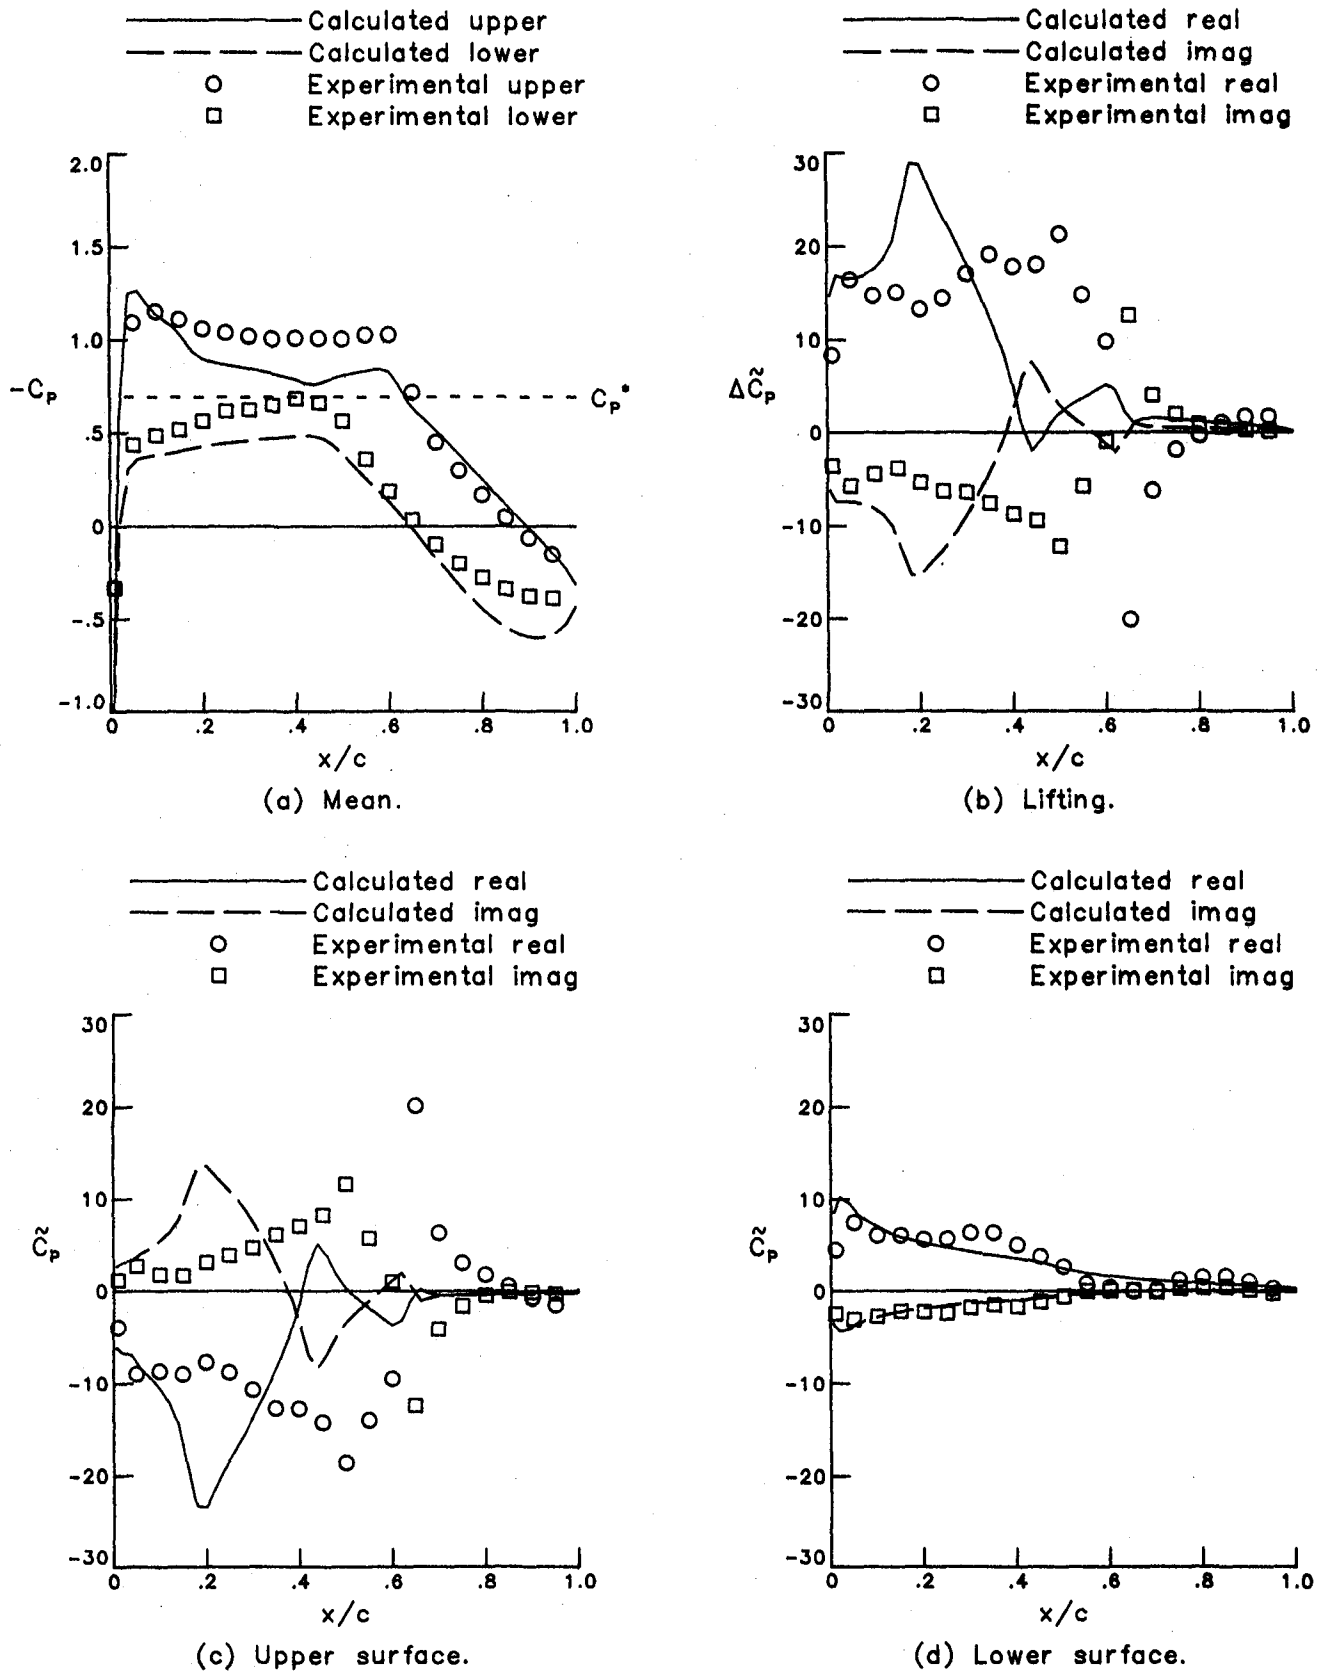 Calculated upper
Calculated lower
Experimental upper
Experimental lower
2.0
1.5
1.0
.5
0
-.5
-1.0
-Cp
Cp*
0 .2 .4 .6 .8 1.0
x/c
(a) Mean.
Calculated real
Calculated imag
Experimental real
Experimental imag
30
20
10
0
-10
-20
-30
ΔC̃p
0 .2 .4 .6 .8 1.0
x/c
(b) Lifting.
Calculated real
Calculated imag
Experimental real
Experimental imag
30
20
10
0
-10
-20
-30
C̃p
0 .2 .4 .6 .8 1.0
x/c
(c) Upper surface.
Calculated real
Calculated imag
Experimental real
Experimental imag
30
20
10
0
-10
-20
-30
C̃p
0 .2 .4 .6 .8 1.0
x/c
(d) Lower surface.